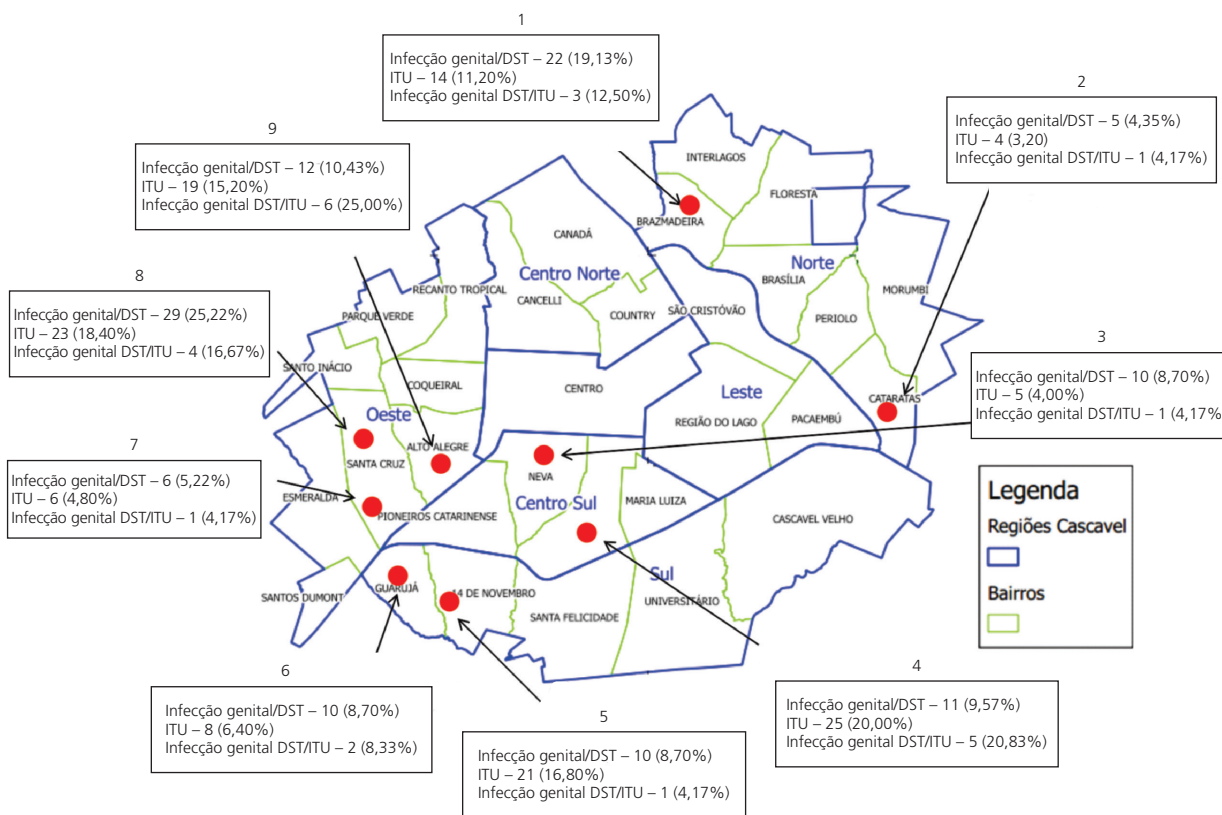 1
Infecção genital/DST – 22 (19,13%)
ITU – 14 (11,20%)
Infecção genital DST/ITU – 3 (12,50%)
2
Infecção genital/DST – 5 (4,35%)
ITU – 4 (3,20)
Infecção genital DST/ITU – 1 (4,17%)
9
Infecção genital/DST – 12 (10,43%)
ITU – 19 (15,20%)
Infecção genital DST/ITU – 6 (25,00%)
8
Infecção genital/DST – 29 (25,22%)
ITU – 23 (18,40%)
Infecção genital DST/ITU – 4 (16,67%)
3
Infecção genital/DST – 10 (8,70%)
ITU – 5 (4,00%)
Infecção genital DST/ITU – 1 (4,17%
7
Infecção genital/DST – 6 (5,22%)
ITU – 6 (4,80%)
Infecção genital DST/ITU – 1 (4,17%)
INTERLAGOS
FLORESTA
BRAZMADEIRA
CANADÁ
Centro Norte
Norte
BRASÍLIA
MORUMBI
RECANTO TROPICAL
CANCELLI
PARQUE VERDE
COUNTRY
SÃO CRISTÓVÃO
PERIOLO
SANTO INÁCIO
COQUEIRAL
CENTRO
Leste
CATARATAS
Oeste
REGIÃO DO LAGO
PACAEMBÚ
ALTO ALEGRE
SANTA CRUZ
NEVA
ESMERALDA
PIONEIROS CATARINENSE
Centro Sul
MARIA LUIZA
CASCAVEL VELHO
Sul
GUARUJÁ
SANTOS DUMONT
14 DE NOVEMBRO
UNIVERSITÁRIO
SANTA FELICIDADE
Legenda
Regiões Cascavel
Bairros
6
Infecção genital/DST – 10 (8,70%)
ITU – 8 (6,40%)
Infecção genital DST/ITU – 2 (8,33%)
5
Infecção genital/DST – 10 (8,70%)
ITU – 21 (16,80%)
Infecção genital DST/ITU – 1 (4,17%)
4
Infecção genital/DST – 11 (9,57%)
ITU – 25 (20,00%)
Infecção genital DST/ITU – 5 (20,83%)